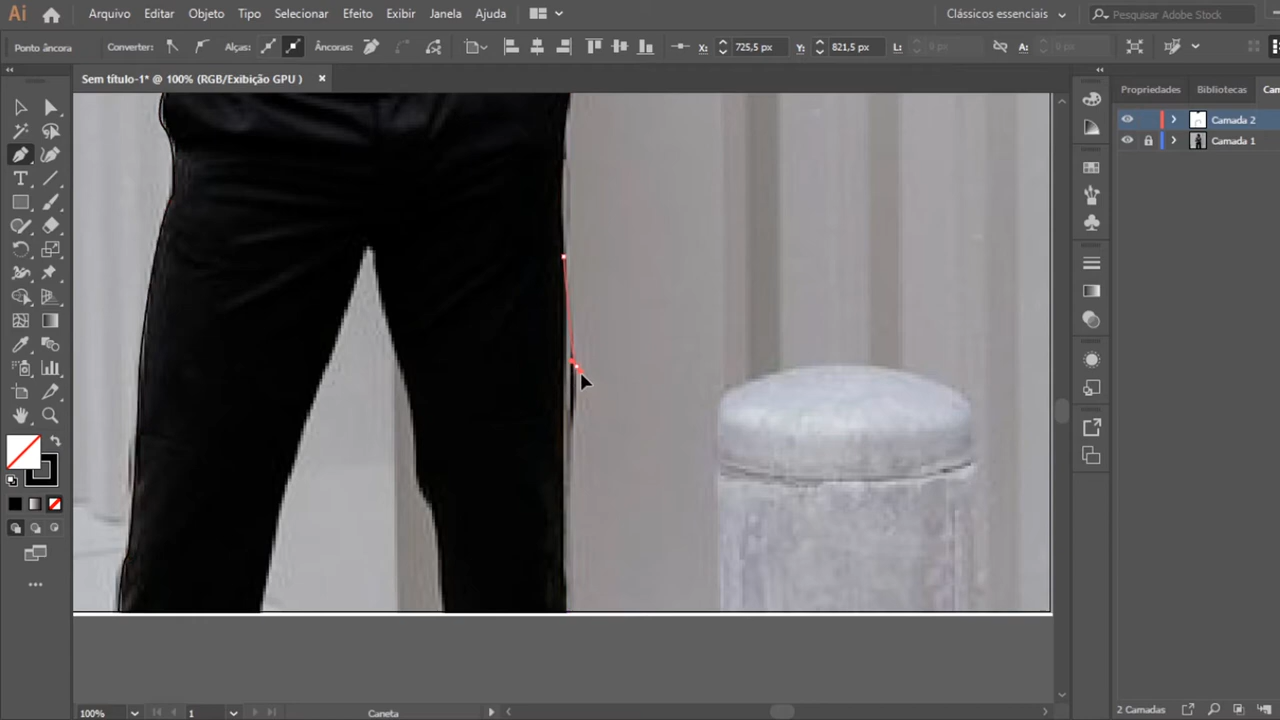 Ai Arquivo Editar Objeto Tipo Selecionar Efeito Exibir Janela Ajuda Clássicos essenciais Pesquisar Adobe Stock
Ponto âncora Converter: Alças: Âncoras: X: 725,5 px Y: 821,5 px L: 0 px A: 0 px
Sem título-1* @ 100% (RGB/Exibição GPU ) ×
Propriedades Bibliotecas Cam
Camada 2
Camada 1
100% 1 Caneta 2 Camadas